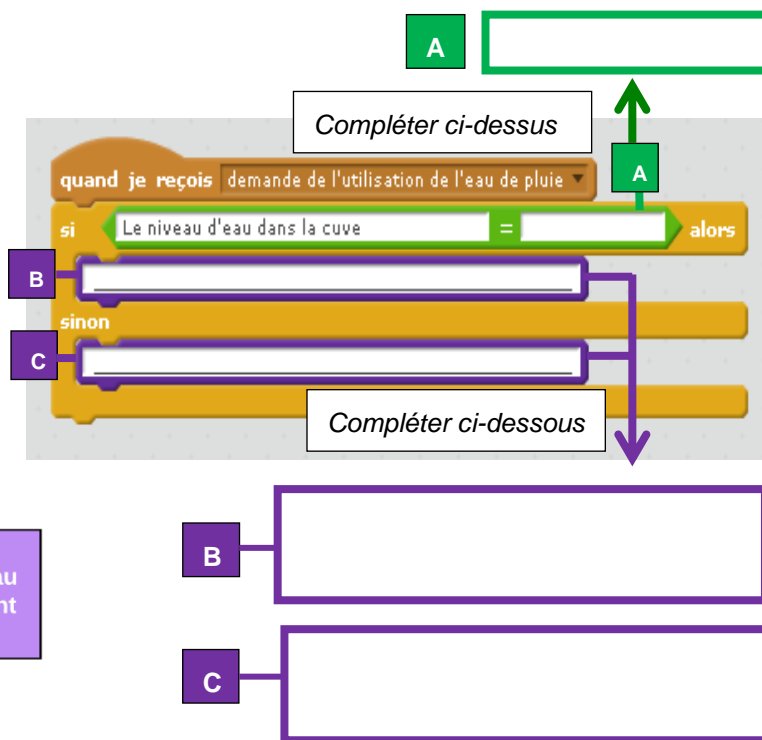 A
Compléter ci-dessus
quand je reçois demande de l'utilisation de l'eau de pluie
A
si Le niveau d'eau dans la cuve = alors
B
sinon
C
Compléter ci-dessous
B
C